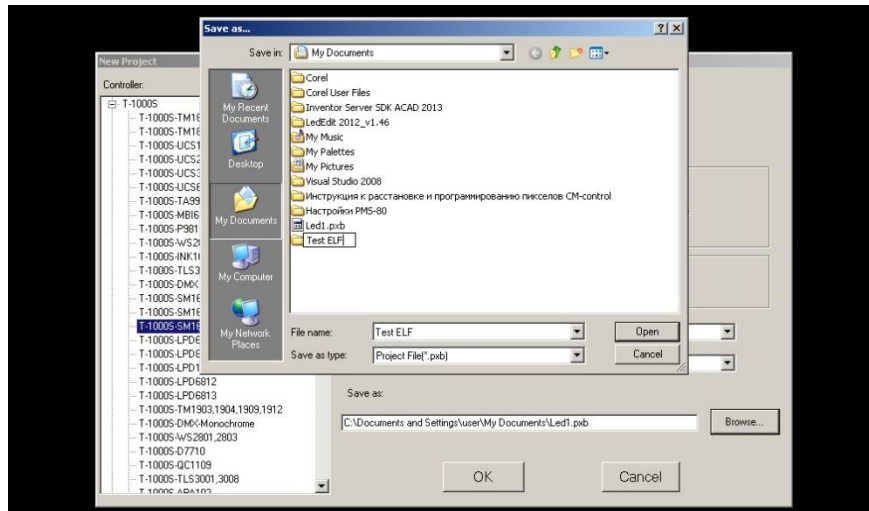 Save as...
Save in:
My Documents
New Project
Controller:
T-1000S
T-1000S-TM18
T-1000S-TM18
T-1000S-UCS1
T-1000S-UCS2
T-1000S-UCS3
T-1000S-UCS6
T-1000S-TA99
T-1000S-MBI6
T-1000S-P981
T-1000S-WS28
T-1000S-INK10
T-1000S-TLS3
T-1000S-DMX
T-1000S-SM16
T-1000S-SM16
T-1000S-SM16
T-1000S-LPD6
T-1000S-LPD8
T-1000S-LPD1
T-1000S-LPD6812
T-1000S-LPD6813
T-1000S-TM1903,1904,1909,1912
T-1000S-DMX-Monochrome
T-1000S-WS2801,2803
T-1000S-D7710
T-1000S-QC1109
T-1000S-TLS3001,3008
T-1000S-APA102
My Recent
Documents
Desktop
My Documents
My Computer
My Network
Places
Corel
Corel User Files
Inventor Server SDK ACAD 2013
LedEdit 2012_v1.46
My Music
My Palettes
My Pictures
Visual Studio 2008
Инструкция к расстановке и программированию пикселов CM-control
Настройки PMS-80
Led1.pxb
Test ELF
File name:
Test ELF
Open
Save as type:
Project File(*.pxb)
Cancel
Save as:
C:\Documents and Settings\user\My Documents\Led1.pxb
Browse...
OK
Cancel